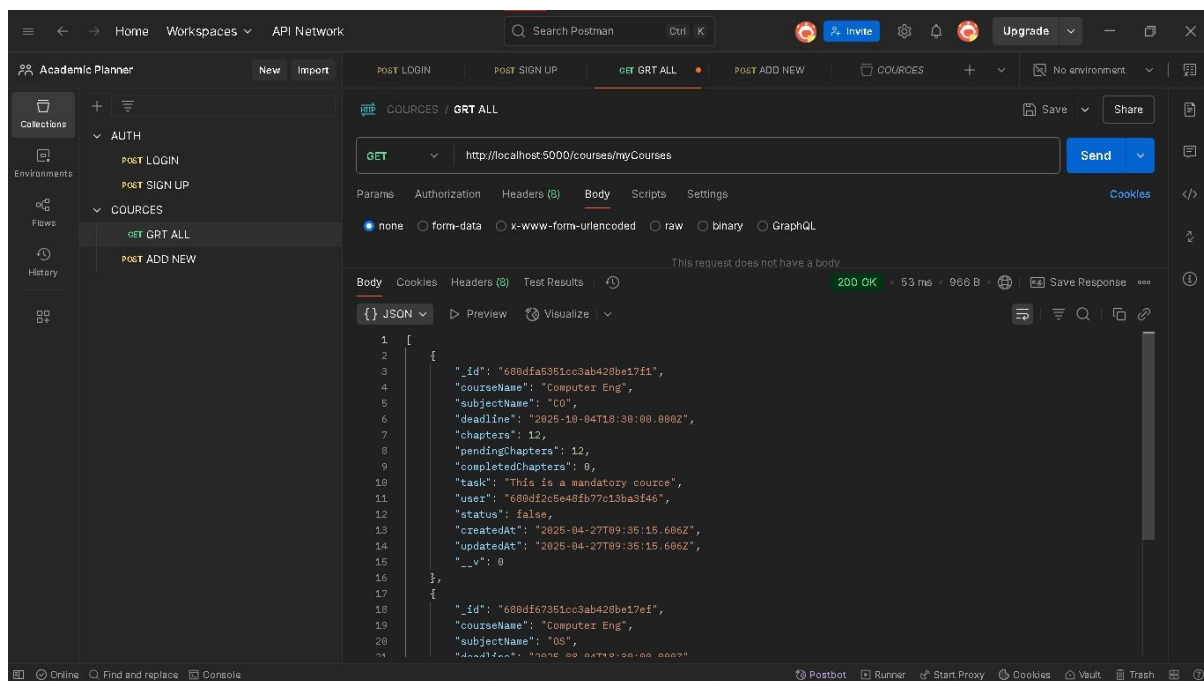 Home Workspaces API Network Search Postman Ctrl K Invite Upgrade
Academic Planner New Import POST LOGIN POST SIGN UP GET GRT ALL POST ADD NEW COURCES No environment
Collections
Environments
Flows
History
AUTH
POST LOGIN
POST SIGN UP
COURCES
GET GRT ALL
POST ADD NEW
HTTP COURCES / GRT ALL Save Share
GET http://localhost:5000/courses/myCourses Send
Params Authorization Headers (8) Body Scripts Settings Cookies
none form-data x-www-form-urlencoded raw binary GraphQL
This request does not have a body
Body Cookies Headers (8) Test Results 200 OK 53 ms 966 B Save Response
{} JSON Preview Visualize
1 [
2 {
3 "_id": "680dfa5351cc3ab428be17f1",
4 "courseName": "Computer Eng",
5 "subjectName": "CO",
6 "deadline": "2025-10-04T18:30:00.000Z",
7 "chapters": 12,
8 "pendingChapters": 12,
9 "completedChapters": 0,
10 "task": "This is a mandatory cource",
11 "user": "680df2c5e48fb77c13ba3f46",
12 "status": false,
13 "createdAt": "2025-04-27T09:35:15.606Z",
14 "updatedAt": "2025-04-27T09:35:15.606Z",
15 "__v": 0
16 },
17 {
18 "_id": "680df67351cc3ab428be17ef",
19 "courseName": "Computer Eng",
20 "subjectName": "OS",
21 "deadline": "2025-08-04T18:30:00.000Z"
Online Find and replace Console Postbot Runner Start Proxy Cookies Vault Trash